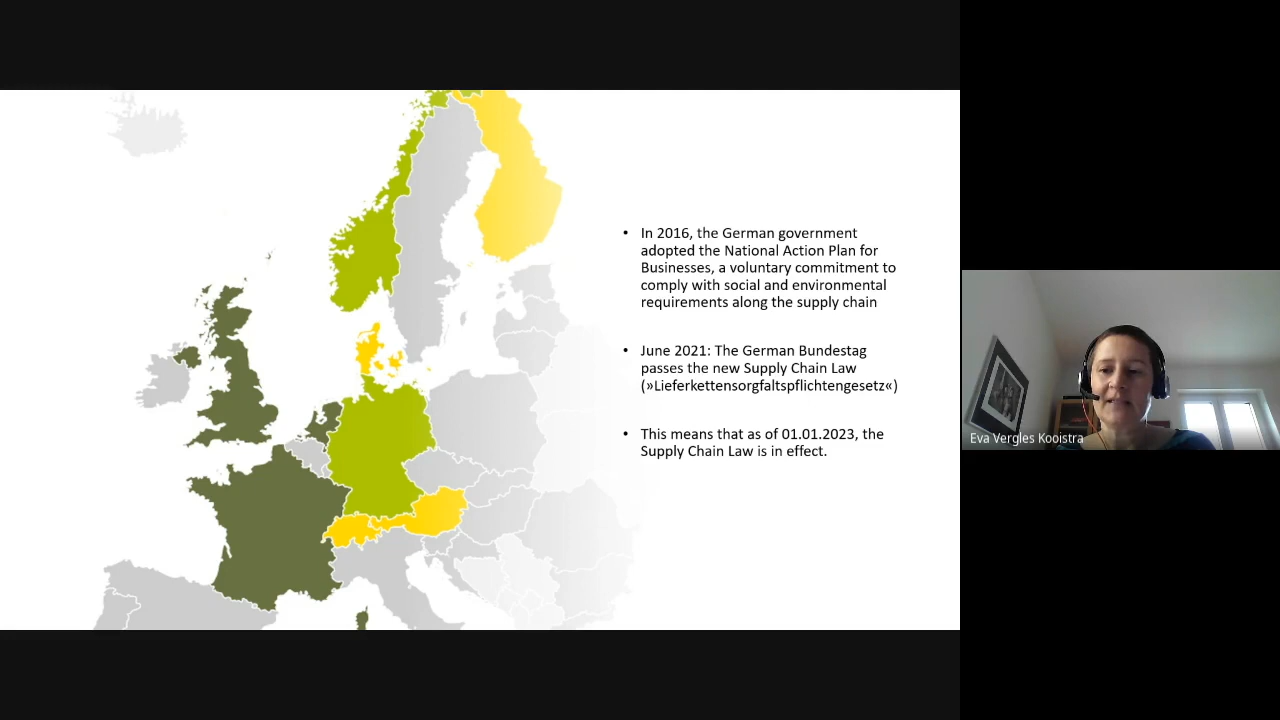 • In 2016, the German government
adopted the National Action Plan for
Businesses, a voluntary commitment to
comply with social and environmental
requirements along the supply chain
• June 2021: The German Bundestag
passes the new Supply Chain Law
(»Lieferkettensorgfaltspflichtengesetz«)
• This means that as of 01.01.2023, the
Supply Chain Law is in effect.
Eva Vergles Kooistra